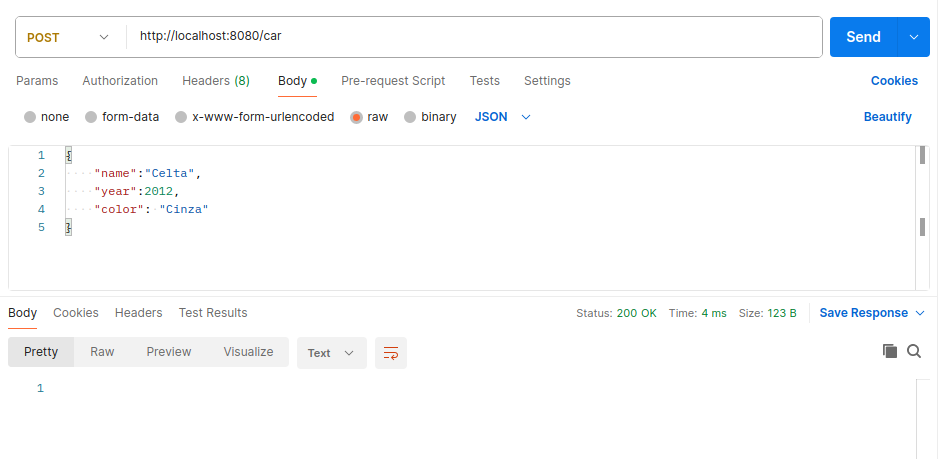 POST http://localhost:8080/car Send
Params Authorization Headers (8) Body Pre-request Script Tests Settings Cookies
none form-data x-www-form-urlencoded raw binary JSON Beautify
1 {
2 "name":"Celta",
3 "year":2012,
4 "color": "Cinza"
5 }
Body Cookies Headers Test Results Status: 200 OK Time: 4 ms Size: 123 B Save Response
Pretty Raw Preview Visualize Text
1